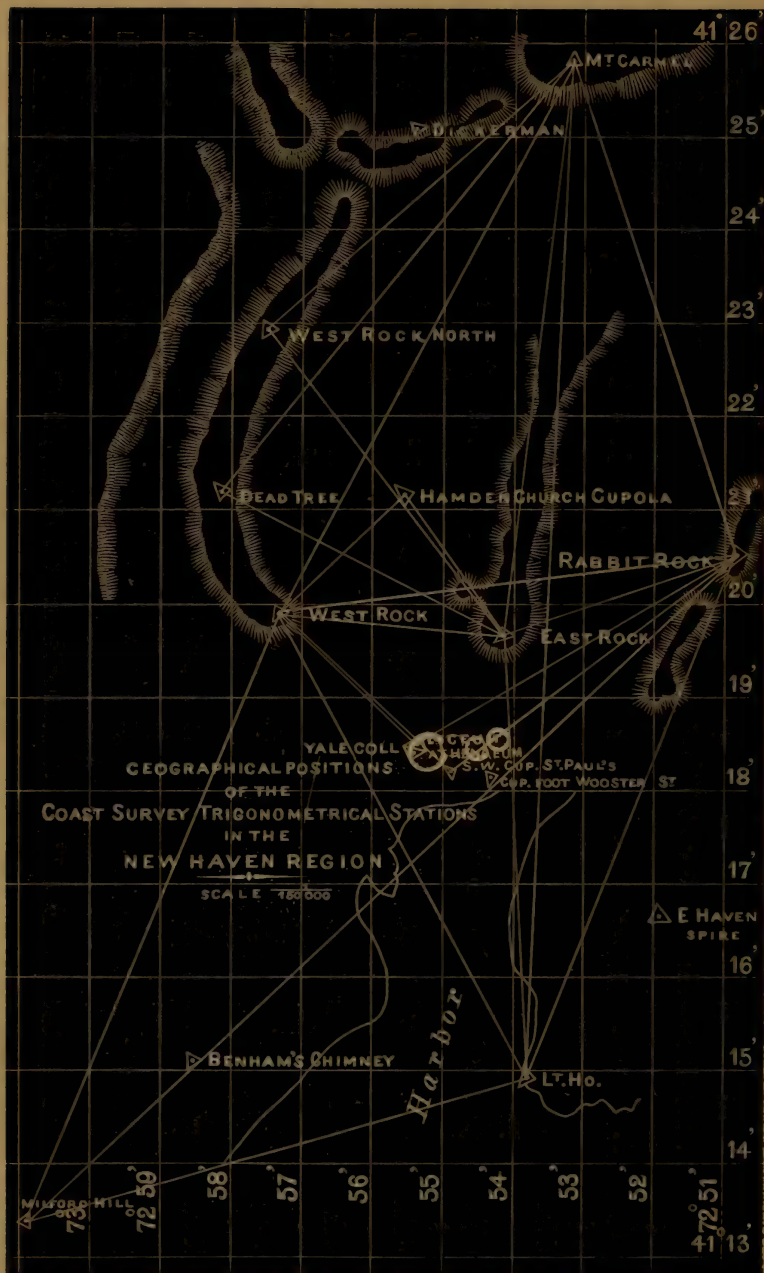 41° 26'
MT CARMEL
25'
DICKERMAN
24'
23'
WEST ROCK NORTH
22'
21'
DEAD TREE
HAMDEN CHURCH CUPOLA
RABBIT ROCK
20'
WEST ROCK
EAST ROCK
19'
YALE COLL
ATHENEUM
S.W. CUP. ST. PAUL'S
18'
CUP. FOOT WOOSTER ST
GEOGRAPHICAL POSITIONS
OF THE
COAST SURVEY TRIGONOMETRICAL STATIONS
IN THE
NEW HAVEN REGION
17'
SCALE 1/150000
E HAVEN
SPIRE
16'
Harbor
15'
BENHAM'S CHIMNEY
LT. HO.
14'
MILFORD HILL
73°
72° 59'
58'
57'
56'
55'
54'
53'
52'
72° 51'
41° 13'